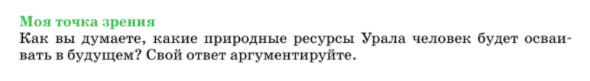 Моя точка зрения
Как вы думаете, какие природные ресурсы Урала человек будет осваи-
вать в будущем? Свой ответ аргументируйте.